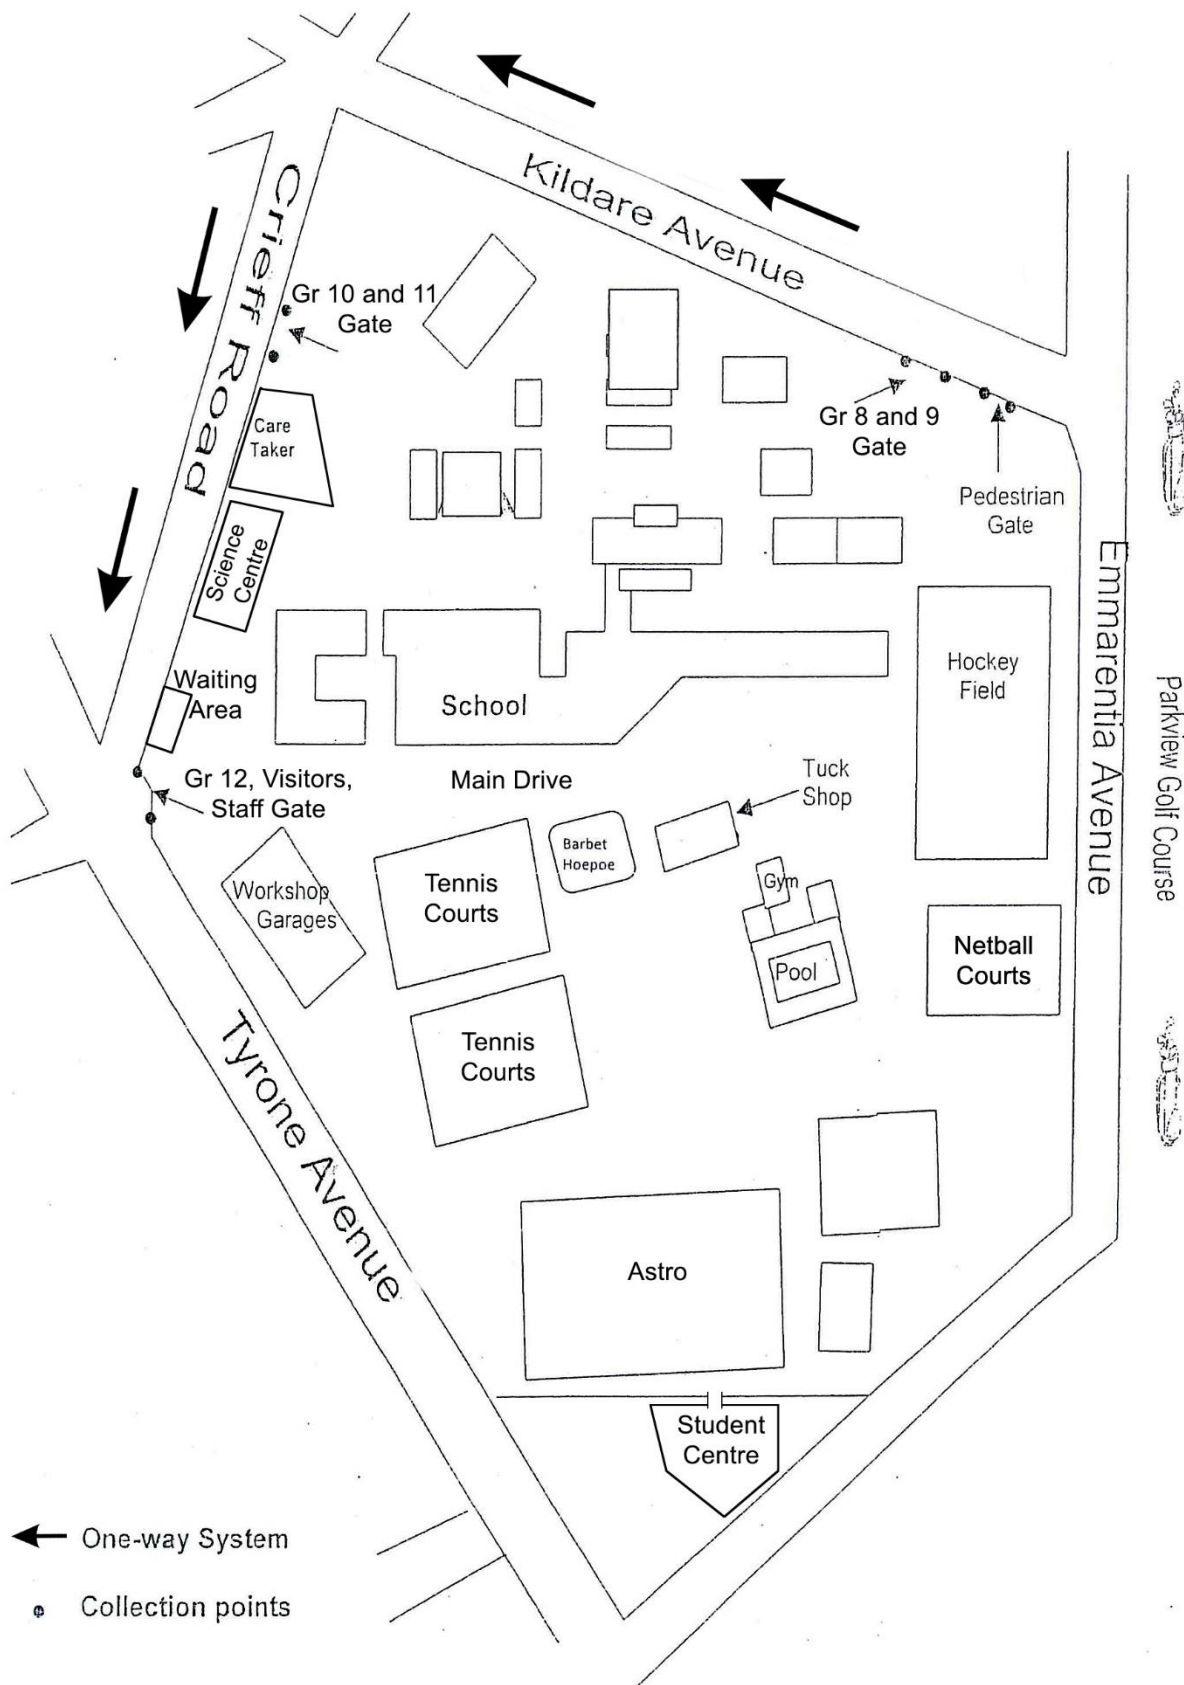 Kildare Avenue
Crieff Road
Gr 10 and 11
Gate
Care
Taker
Gr 8 and 9
Gate
Pedestrian
Gate
Science
Centre
Emmarentia Avenue
Waiting
Area
School
Hockey
Field
Parkview Golf Course
Gr 12, Visitors,
Staff Gate
Main Drive
Tuck
Shop
Barbet
Hoepoe
Workshop
Garages
Tennis
Courts
Gym
Pool
Netball
Courts
Tennis
Courts
Tyrone Avenue
Astro
Student
Centre
One-way System
Collection points